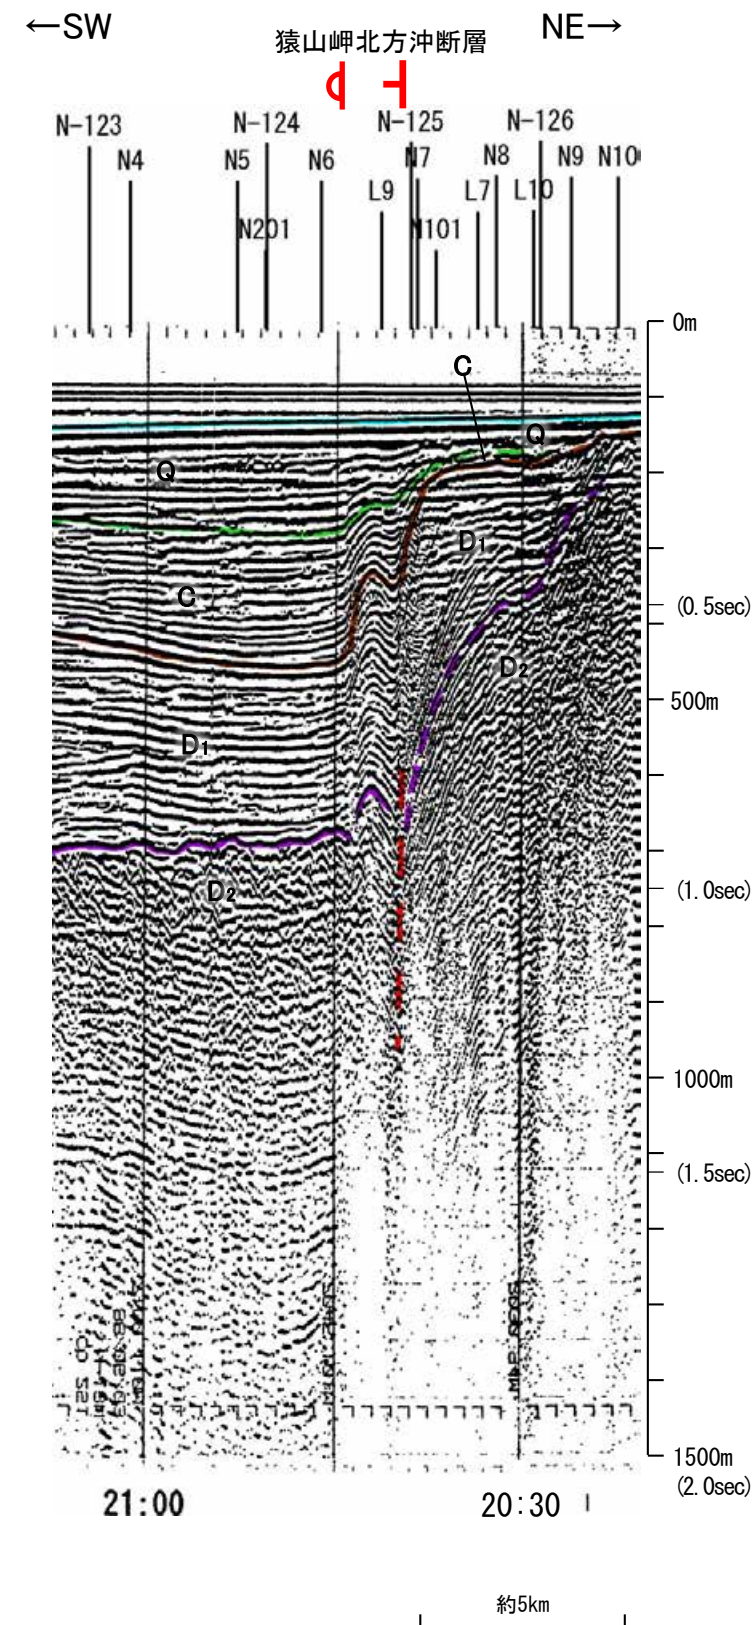 ←SW
NE→
猿山岬北方沖断層
N-123
N-124
N-125
N-126
N4
N5
N6
N7
N8
N9
N10
L9
L7
L10
N201
N101
0m
C
Q
Q
D1
C
(0.5sec)
D2
500m
D1
(1.0sec)
D2
1000m
(1.5sec)
1500m
(2.0sec)
21:00
20:30
約5km